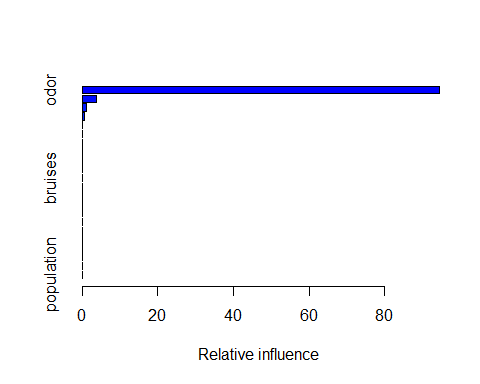 odor
bruises
population
0 20 40 60 80
Relative influence